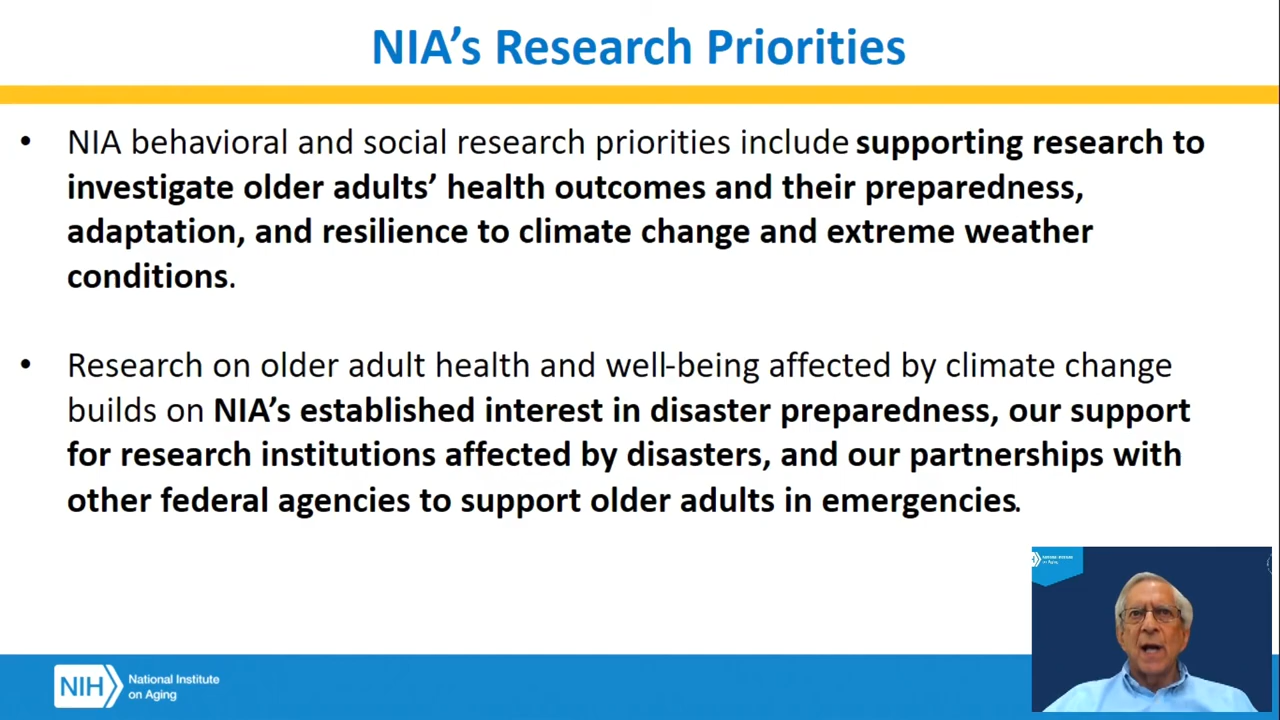 NIA's Research Priorities
• NIA behavioral and social research priorities include supporting research to
investigate older adults' health outcomes and their preparedness,
adaptation, and resilience to climate change and extreme weather
conditions.
• Research on older adult health and well-being affected by climate change
builds on NIA's established interest in disaster preparedness, our support
for research institutions affected by disasters, and our partnerships with
other federal agencies to support older adults in emergencies.
NIH
National Institute
on Aging
National Institute
on Aging